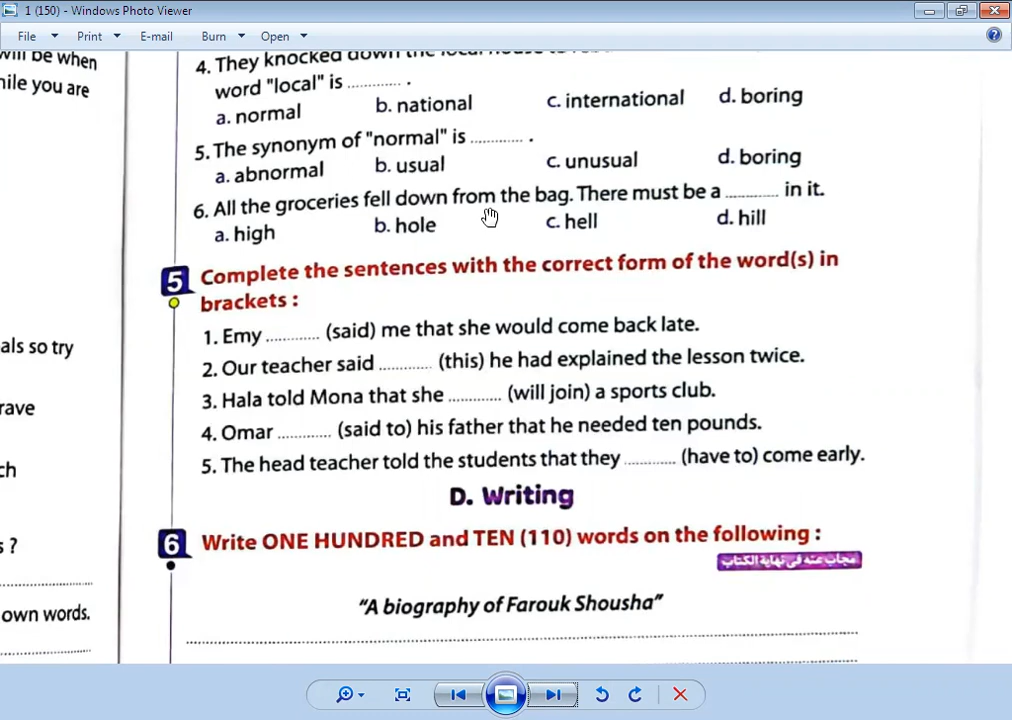 1 (150) - Windows Photo Viewer
File Print E-mail Burn Open
will be when
hile you are
als so try
rave
ch
s ?
own words.
4. They knocked down the local house to
word "local" is ............ .
a. normal b. national c. international d. boring
5. The synonym of "normal" is ............ .
a. abnormal b. usual c. unusual d. boring
6. All the groceries fell down from the bag. There must be a ............ in it.
a. high b. hole c. hell d. hill
5 Complete the sentences with the correct form of the word(s) in
brackets :
1. Emy ............ (said) me that she would come back late.
2. Our teacher said ............ (this) he had explained the lesson twice.
3. Hala told Mona that she ............ (will join) a sports club.
4. Omar ............ (said to) his father that he needed ten pounds.
5. The head teacher told the students that they ............ (have to) come early.
D. Writing
6 Write ONE HUNDRED and TEN (110) words on the following :
مجاب عنه في نهاية الكتاب
"A biography of Farouk Shousha"